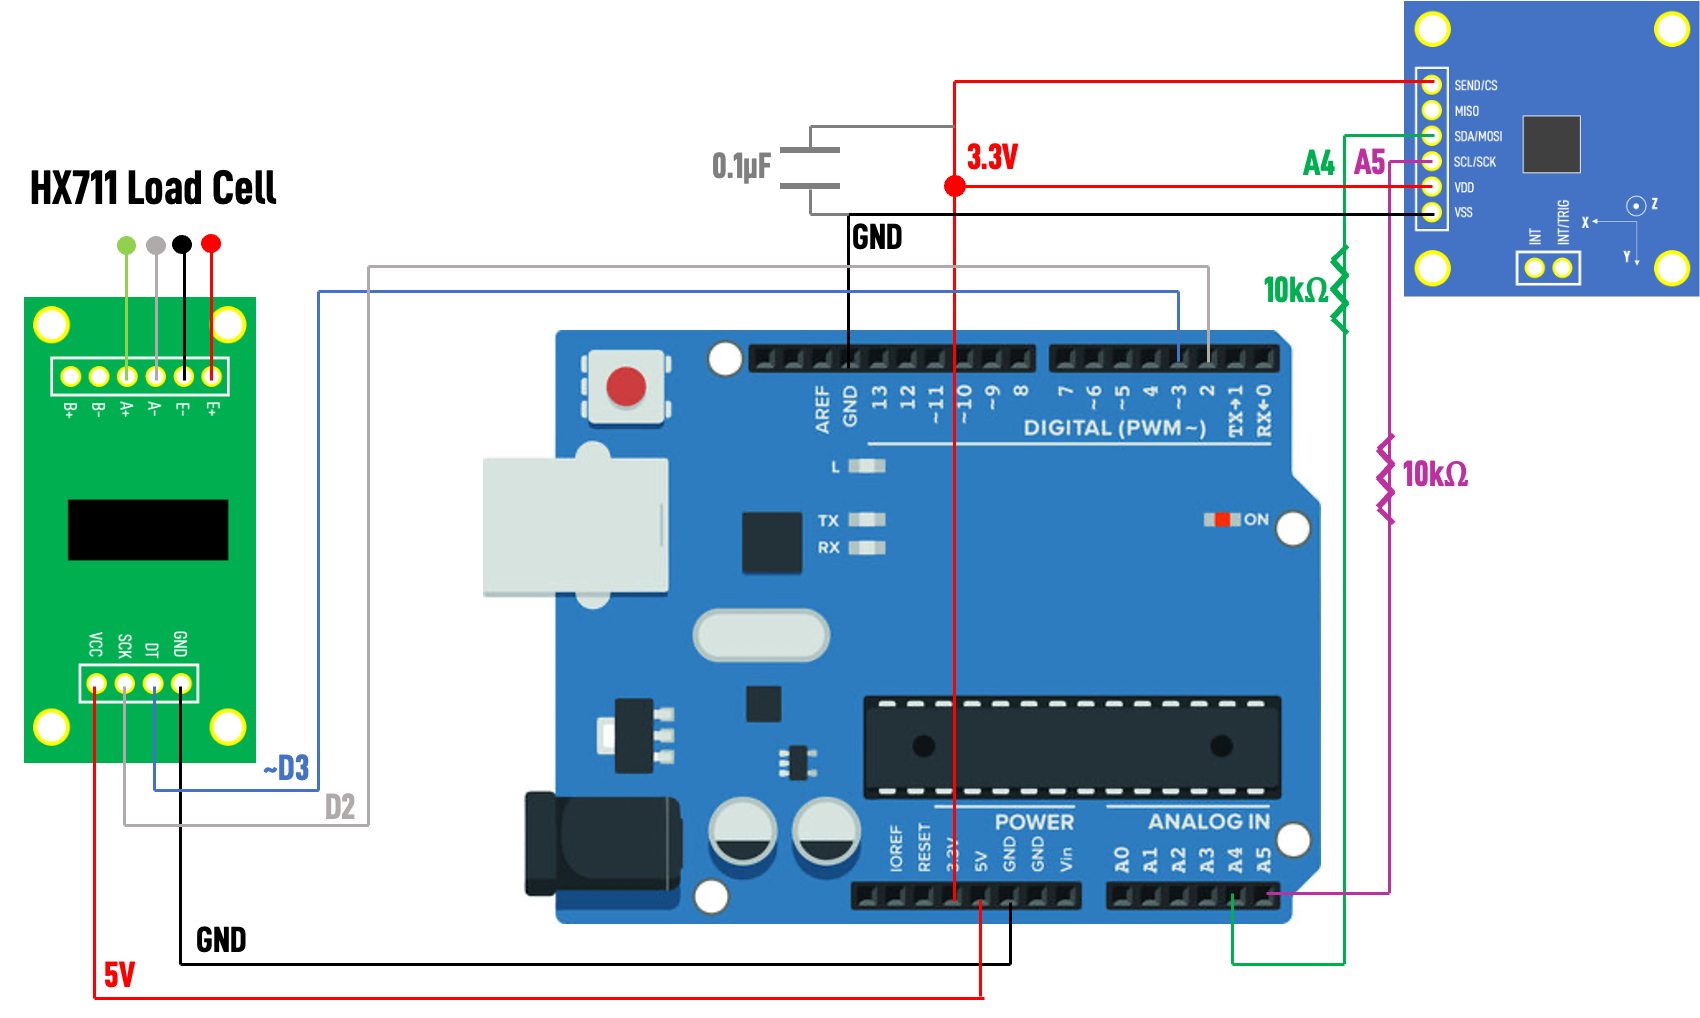 SEND/CS
MISO
SDA/MOSI
SCL/SCK
VDD
VSS
INT
INT/TRIG
X
Y
Z
0.1µF
3.3V
A4
A5
GND
10kΩ
10kΩ
HX711 Load Cell
B+
B-
A+
A-
E-
E+
VCC
SCK
DT
GND
~D3
D2
GND
5V
AREF
GND
13
12
~11
~10
~9
8
7
~6
~5
4
~3
2
TX→1
RX←0
DIGITAL (PWM~)
L
TX
RX
ON
POWER
ANALOG IN
IOREF
RESET
3.3V
5V
GND
GND
Vin
A0
A1
A2
A3
A4
A5